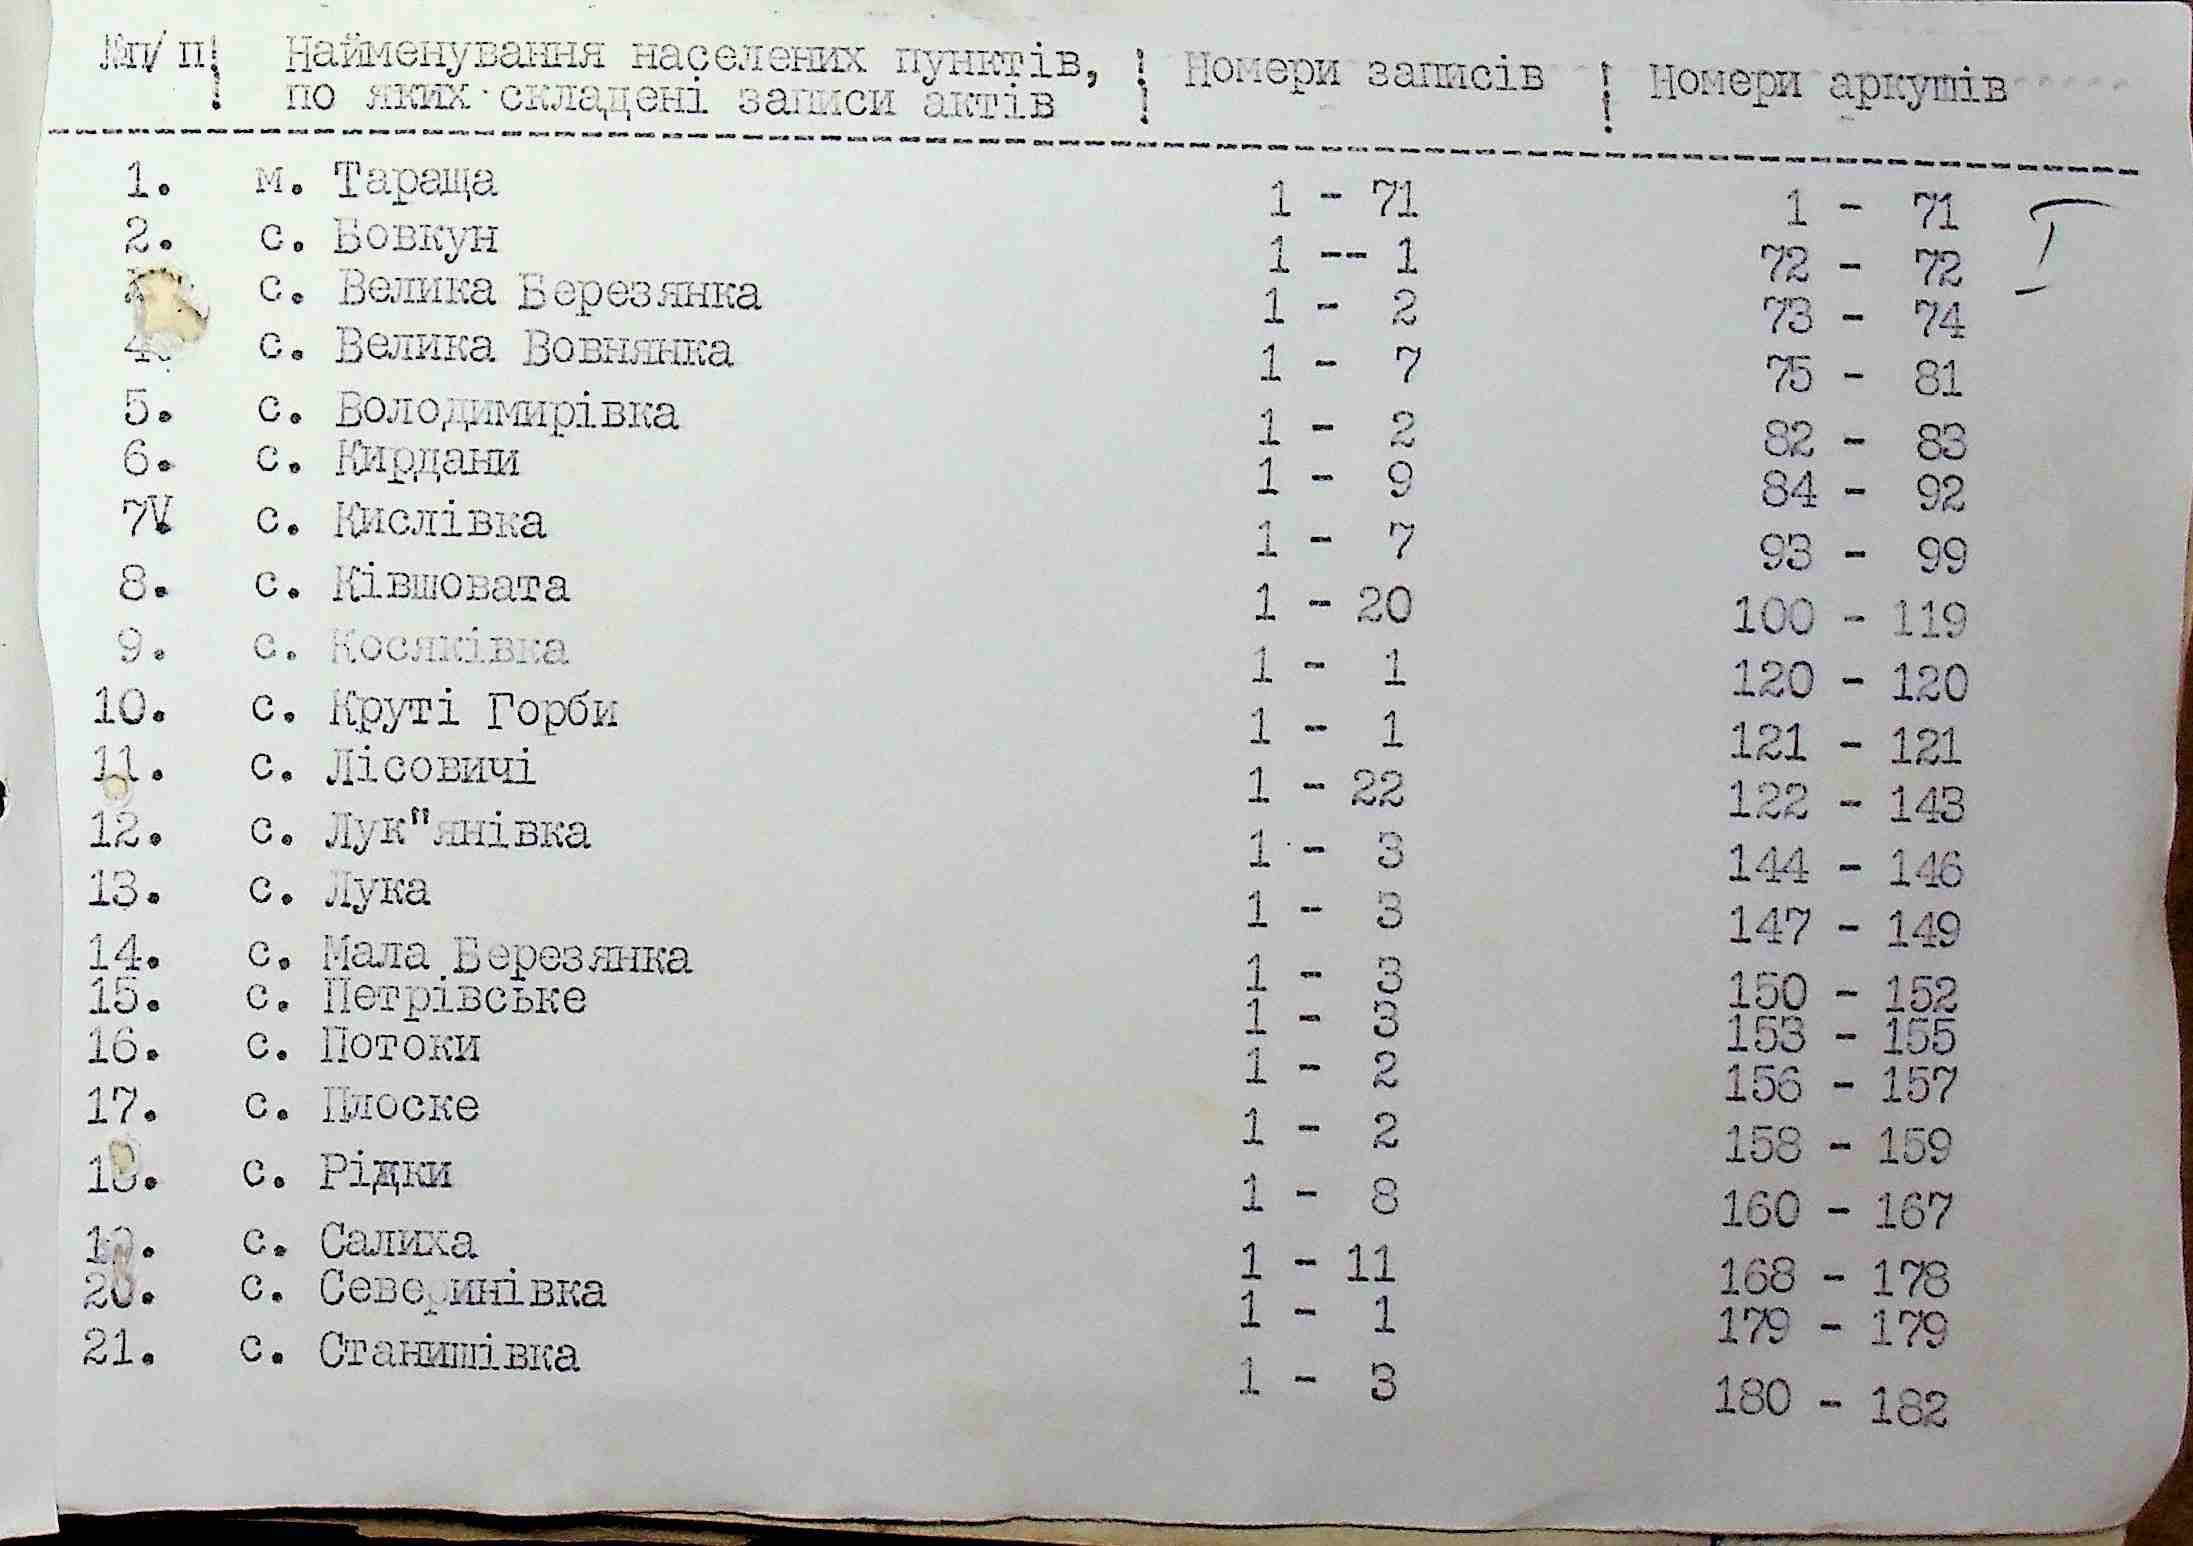 №п/п! Найменування населених пунктів, ! Номери записів ! Номери аркушів
! по яких складені записи актів ! !
1. м. Тараща 1 - 71 1 - 71
2. с. Бовкун 1 -- 1 72 - 72
с. Велика Березянка 1 - 2 73 - 74
4. с. Велика Вовнянка 1 - 7 75 - 81
5. с. Володимирівка 1 - 2 82 - 83
6. с. Кирдани 1 - 9 84 - 92
7V. с. Кислівка 1 - 7 93 - 99
8. с. Ківшовата 1 - 20 100 - 119
9. с. Косяківка 1 - 1 120 - 120
10. с. Круті Горби 1 - 1 121 - 121
11. с. Лісовичі 1 - 22 122 - 143
12. с. Лук"янівка 1 - 3 144 - 146
13. с. Лука 1 - 3 147 - 149
14. с. Мала Березянка 1 - 3 150 - 152
15. с. Петрівське 1 - 3 153 - 155
16. с. Потоки 1 - 2 156 - 157
17. с. Плоске 1 - 2 158 - 159
18. с. Рідки 1 - 8 160 - 167
19. с. Салиха 1 - 11 168 - 178
20. с. Северинівка 1 - 1 179 - 179
21. с. Станишівка 1 - 3 180 - 182
I